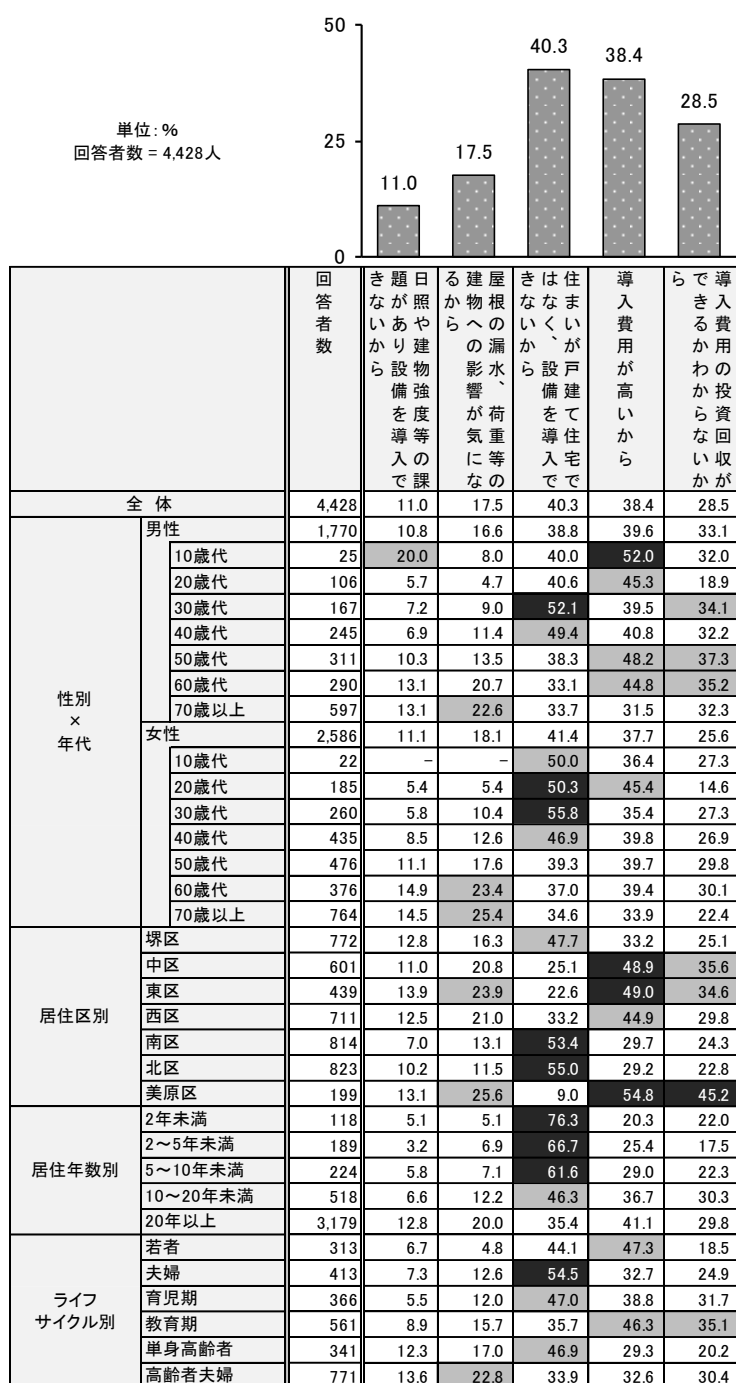 50
40.3
38.4
28.5
単位:%
回答者数 = 4,428人
25
17.5
11.0
0
回答者数
日照や建物強度等の課題があり設備を導入できないから
屋根の漏水、荷重等の建物への影響が気になるから
住まいが戸建て住宅ではなく、設備を導入できないから
導入費用が高いから
導入費用の投資回収ができるかわからないから
全 体 4,428 11.0 17.5 40.3 38.4 28.5
性別
×
年代
男性 1,770 10.8 16.6 38.8 39.6 33.1
10歳代 25 20.0 8.0 40.0 52.0 32.0
20歳代 106 5.7 4.7 40.6 45.3 18.9
30歳代 167 7.2 9.0 52.1 39.5 34.1
40歳代 245 6.9 11.4 49.4 40.8 32.2
50歳代 311 10.3 13.5 38.3 48.2 37.3
60歳代 290 13.1 20.7 33.1 44.8 35.2
70歳以上 597 13.1 22.6 33.7 31.5 32.3
女性 2,586 11.1 18.1 41.4 37.7 25.6
10歳代 22 – – 50.0 36.4 27.3
20歳代 185 5.4 5.4 50.3 45.4 14.6
30歳代 260 5.8 10.4 55.8 35.4 27.3
40歳代 435 8.5 12.6 46.9 39.8 26.9
50歳代 476 11.1 17.6 39.3 39.7 29.8
60歳代 376 14.9 23.4 37.0 39.4 30.1
70歳以上 764 14.5 25.4 34.6 33.9 22.4
居住区別
堺区 772 12.8 16.3 47.7 33.2 25.1
中区 601 11.0 20.8 25.1 48.9 35.6
東区 439 13.9 23.9 22.6 49.0 34.6
西区 711 12.5 21.0 33.2 44.9 29.8
南区 814 7.0 13.1 53.4 29.7 24.3
北区 823 10.2 11.5 55.0 29.2 22.8
美原区 199 13.1 25.6 9.0 54.8 45.2
居住年数別
2年未満 118 5.1 5.1 76.3 20.3 22.0
2〜5年未満 189 3.2 6.9 66.7 25.4 17.5
5〜10年未満 224 5.8 7.1 61.6 29.0 22.3
10〜20年未満 518 6.6 12.2 46.3 36.7 30.3
20年以上 3,179 12.8 20.0 35.4 41.1 29.8
ライフ
サイクル別
若者 313 6.7 4.8 44.1 47.3 18.5
夫婦 413 7.3 12.6 54.5 32.7 24.9
育児期 366 5.5 12.0 47.0 38.8 31.7
教育期 561 8.9 15.7 35.7 46.3 35.1
単身高齢者 341 12.3 17.0 46.9 29.3 20.2
高齢者夫婦 771 13.6 22.8 33.9 32.6 30.4